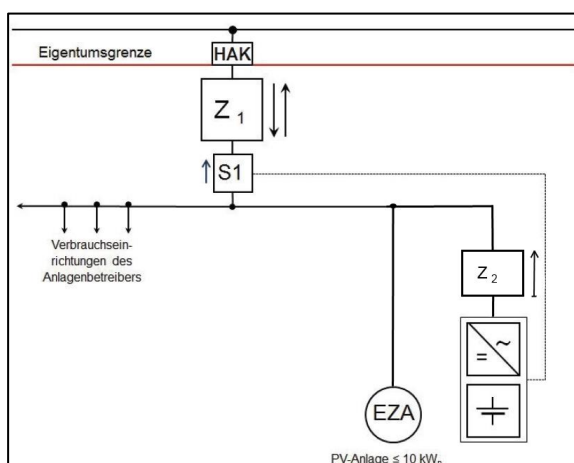 Eigentumsgrenze
HAK
Z 1
S1
Verbrauchsein-
richtungen des
Anlagenbetreibers
Z 2
= ~
EZA
PV-Anlage ≤ 10 kWp